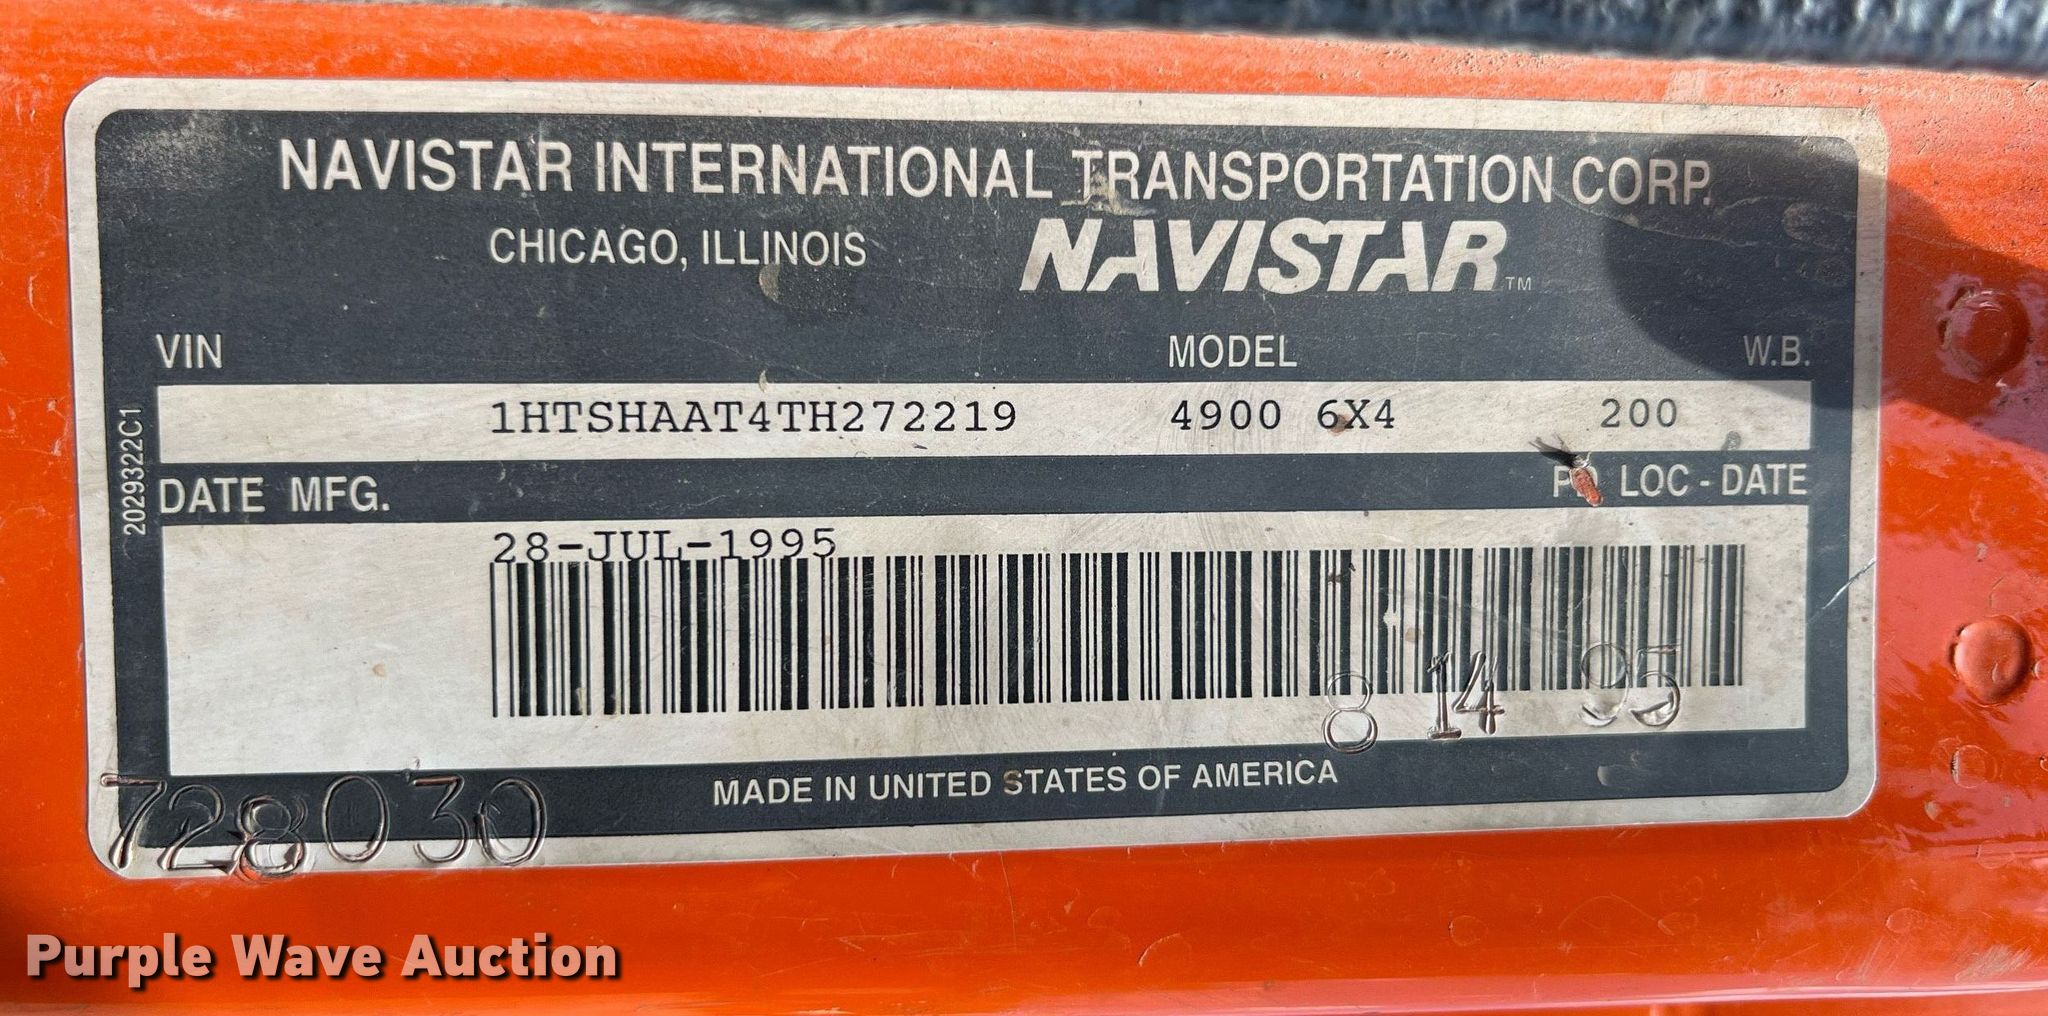 NAVISTAR INTERNATIONAL TRANSPORTATION CORP.
CHICAGO, ILLINOIS NAVISTAR™
VIN MODEL W.B.
1HTSHAAT4TH272219 4900 6X4 200
2029322C1
DATE MFG. LOC - DATE
28-JUL-1995
8 14 95
MADE IN UNITED STATES OF AMERICA
728030
Purple Wave Auction